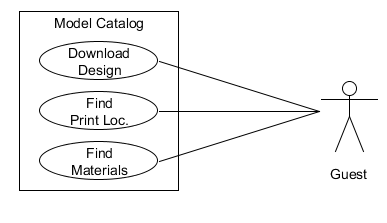 Model Catalog
Download
Design
Find
Print Loc.
Find
Materials
Guest